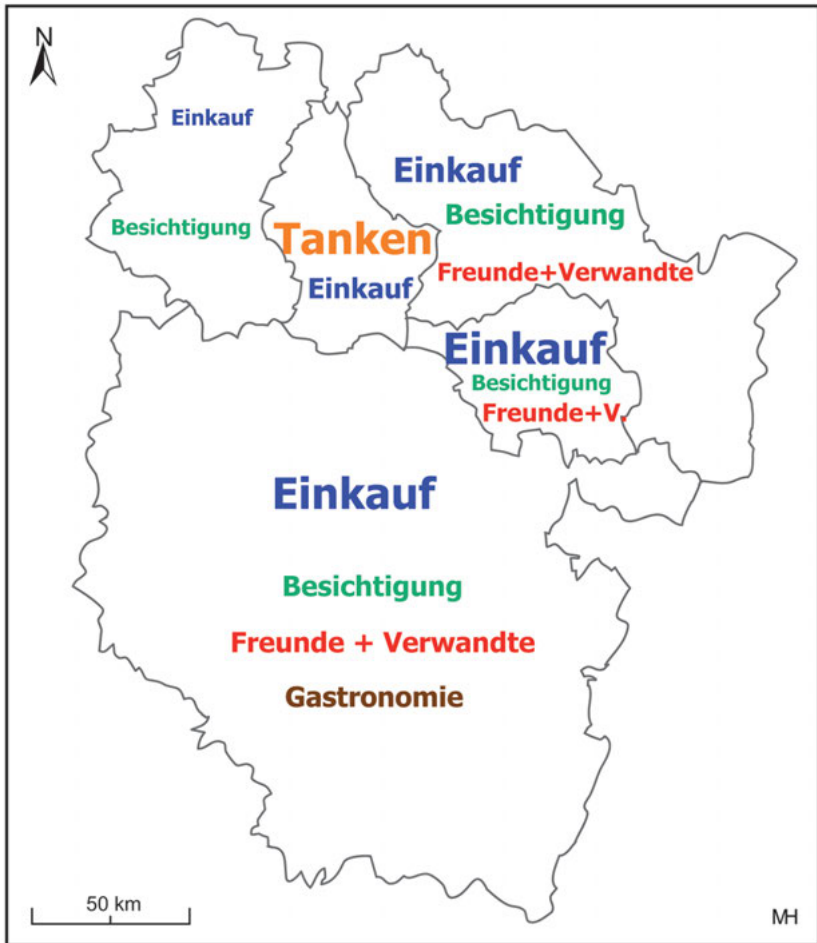 N
Einkauf
Besichtigung
Tanken
Einkauf
Einkauf
Besichtigung
Freunde+Verwandte
Einkauf
Besichtigung
Freunde+V.
Einkauf
Besichtigung
Freunde + Verwandte
Gastronomie
50 km
MH